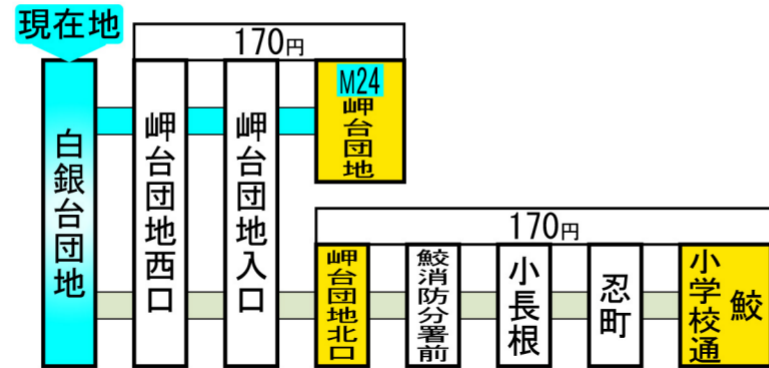 現在地
170円
白銀台団地
岬台団地西口
岬台団地入口
M24
岬台団地
170円
岬台団地北口
鮫消防分署前
小長根
忍町
鮫
小学校通